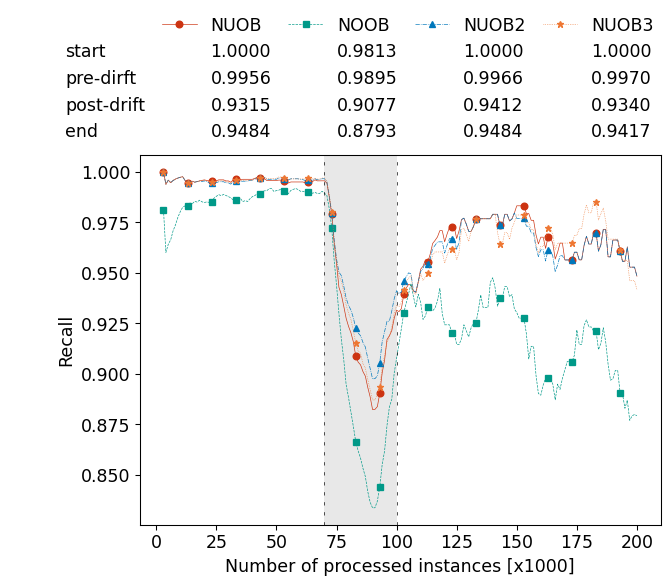 NUOB NOOB NUOB2 NUOB3
start 1.0000 0.9813 1.0000 1.0000
pre-dirft 0.9956 0.9895 0.9966 0.9970
post-drift 0.9315 0.9077 0.9412 0.9340
end 0.9484 0.8793 0.9484 0.9417
1.000
0.975
0.950
0.925
0.900
0.875
0.850
Recall
0 25 50 75 100 125 150 175 200
Number of processed instances [x1000]